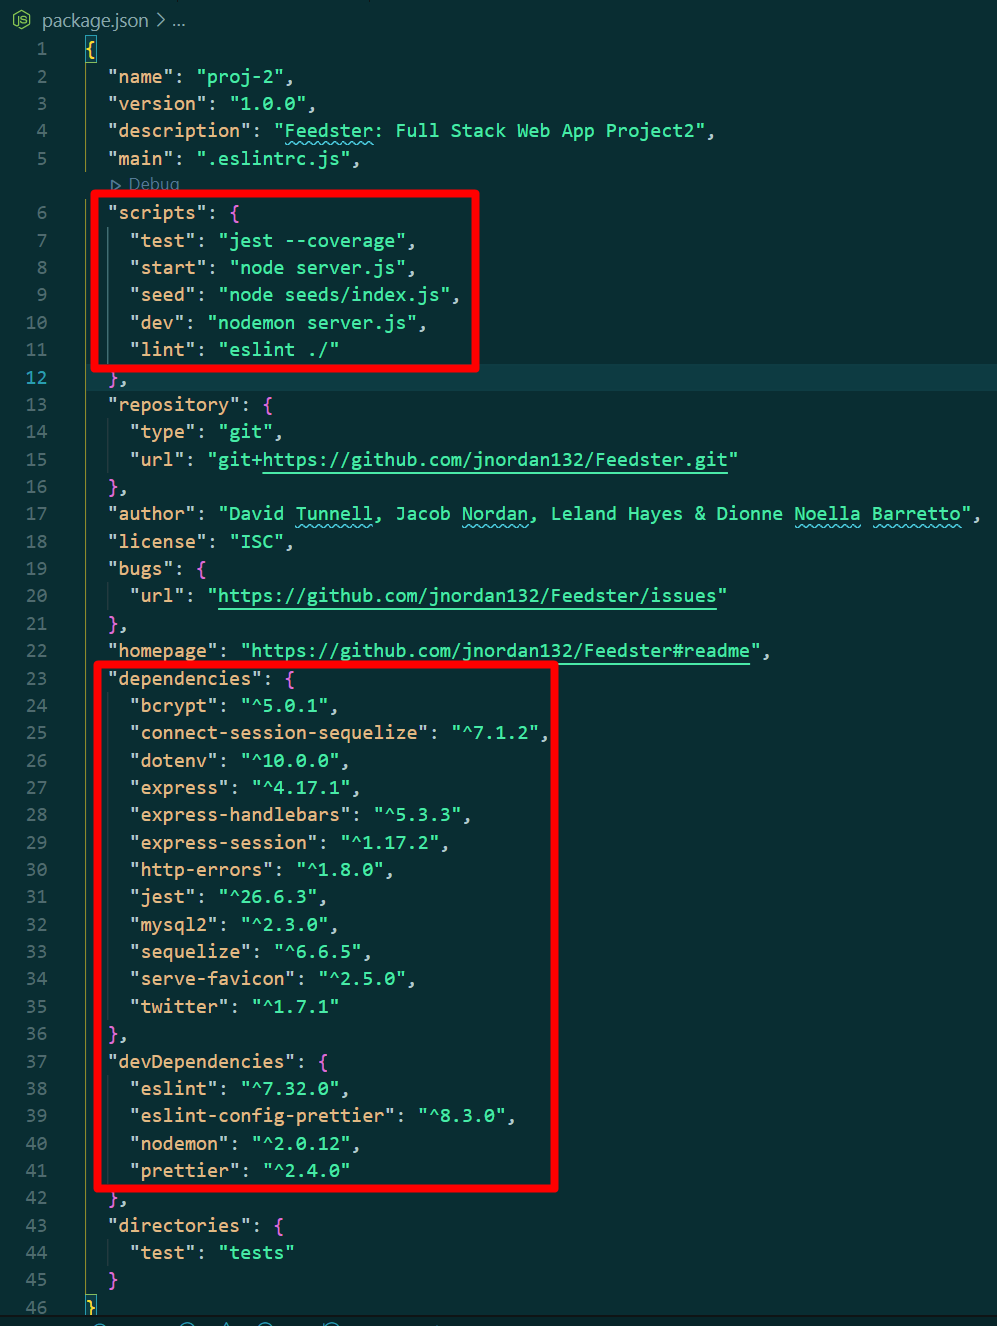 package.json > ...
1 {
2 "name": "proj-2",
3 "version": "1.0.0",
4 "description": "Feedster: Full Stack Web App Project2",
5 "main": ".eslintrc.js",
Debug
6 "scripts": {
7 "test": "jest --coverage",
8 "start": "node server.js",
9 "seed": "node seeds/index.js",
10 "dev": "nodemon server.js",
11 "lint": "eslint ./"
12 },
13 "repository": {
14 "type": "git",
15 "url": "git+https://github.com/jnordan132/Feedster.git"
16 },
17 "author": "David Tunnell, Jacob Nordan, Leland Hayes & Dionne Noella Barretto",
18 "license": "ISC",
19 "bugs": {
20 "url": "https://github.com/jnordan132/Feedster/issues"
21 },
22 "homepage": "https://github.com/jnordan132/Feedster#readme",
23 "dependencies": {
24 "bcrypt": "^5.0.1",
25 "connect-session-sequelize": "^7.1.2",
26 "dotenv": "^10.0.0",
27 "express": "^4.17.1",
28 "express-handlebars": "^5.3.3",
29 "express-session": "^1.17.2",
30 "http-errors": "^1.8.0",
31 "jest": "^26.6.3",
32 "mysql2": "^2.3.0",
33 "sequelize": "^6.6.5",
34 "serve-favicon": "^2.5.0",
35 "twitter": "^1.7.1"
36 },
37 "devDependencies": {
38 "eslint": "^7.32.0",
39 "eslint-config-prettier": "^8.3.0",
40 "nodemon": "^2.0.12",
41 "prettier": "^2.4.0"
42 },
43 "directories": {
44 "test": "tests"
45 }
46 }